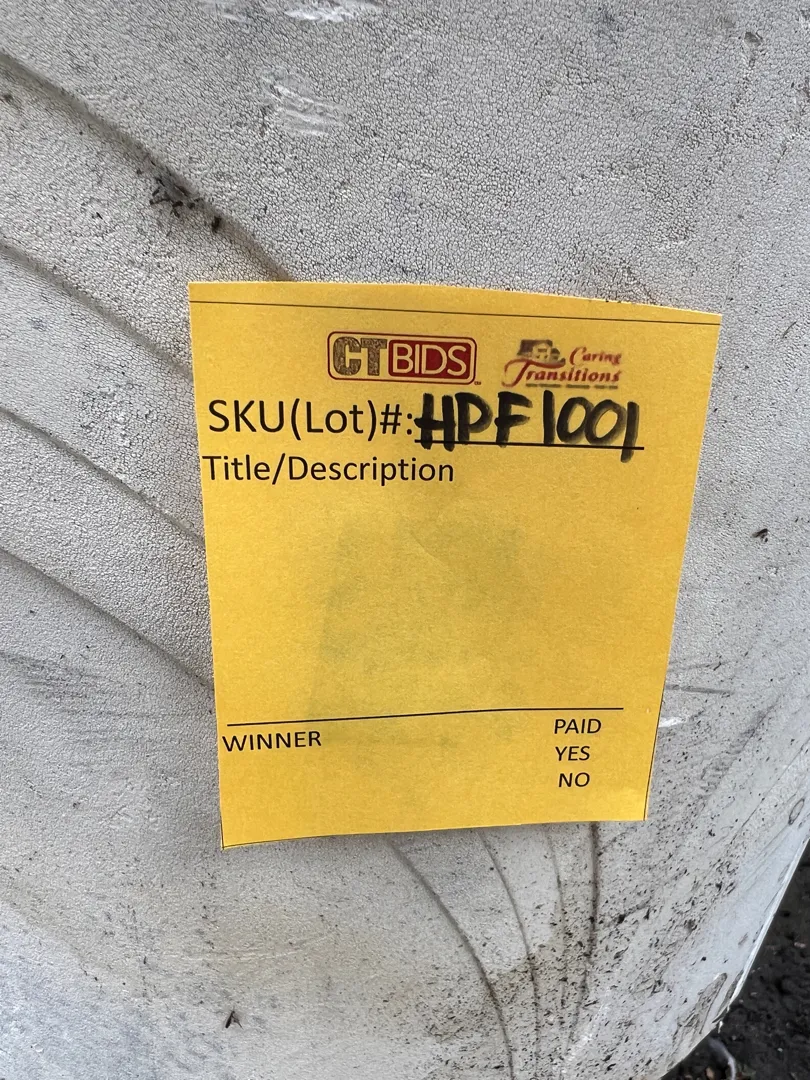 CTBIDS
Caring
Transitions
SKU(Lot)#:HPF1001
Title/Description
WINNER
PAID
YES
NO